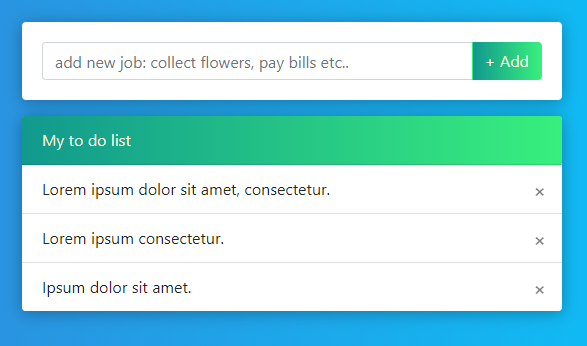 add new job: collect flowers, pay bills etc..
+ Add
My to do list
Lorem ipsum dolor sit amet, consectetur.
×
Lorem ipsum consectetur.
×
Ipsum dolor sit amet.
×